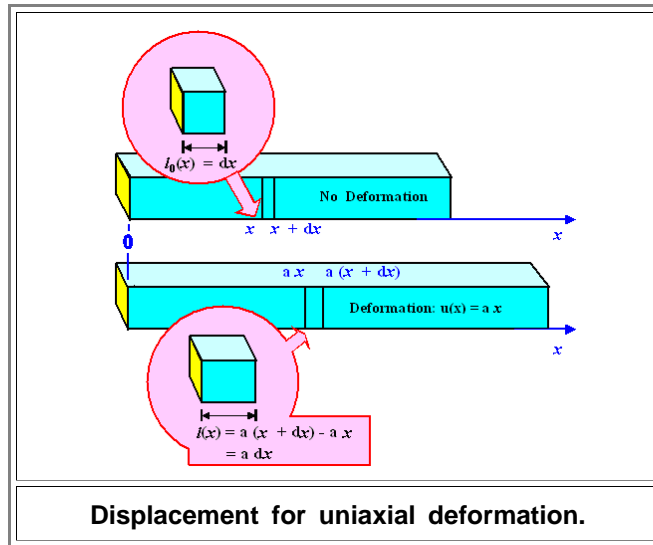 l₀(x) = dx
No Deformation
x x + dx
x
0
a x a (x + dx)
Deformation: u(x) = a x
x
l(x) = a (x + dx) - a x
= a dx
Displacement for uniaxial deformation.